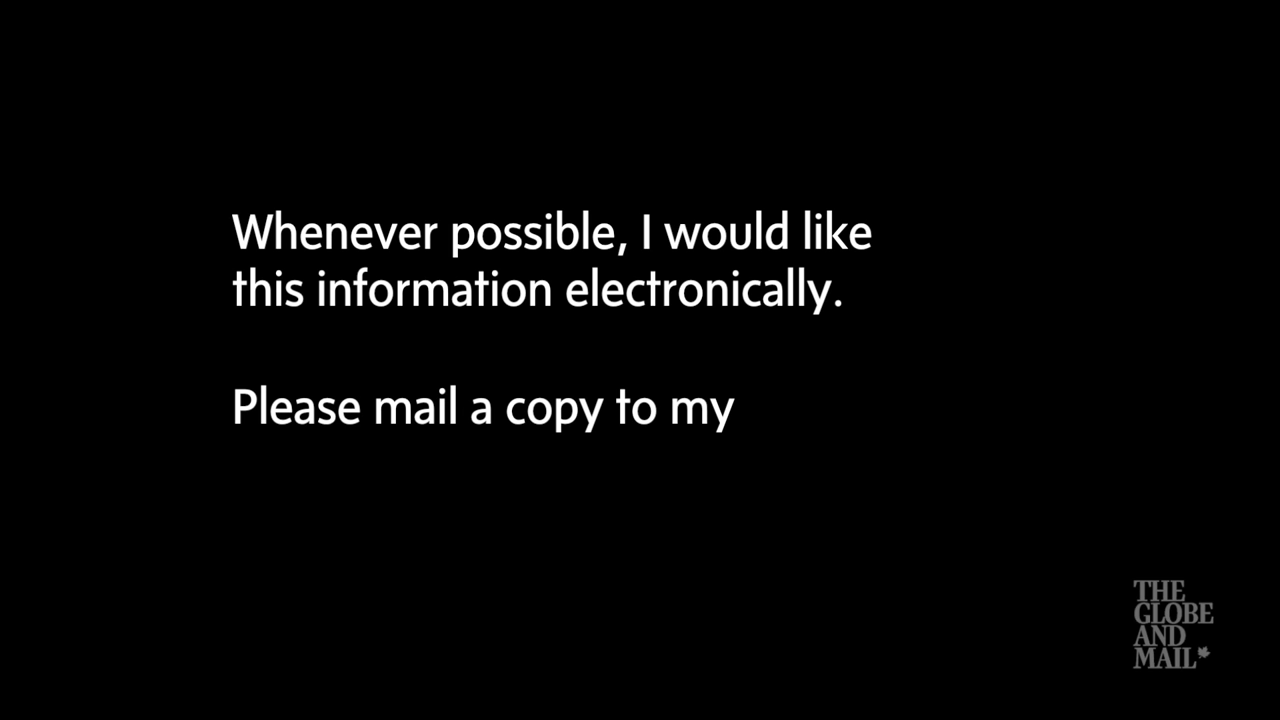 Whenever possible, I would like
this information electronically.
Please mail a copy to my
THE
GLOBE
AND
MAIL